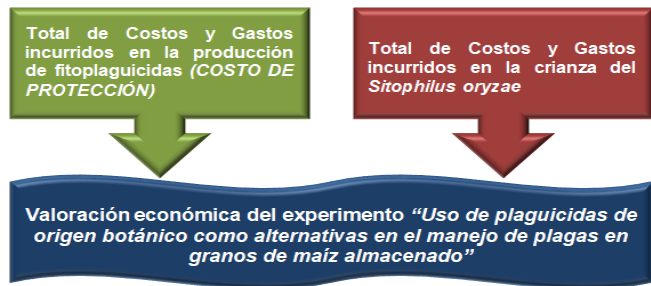 Total de Costos y Gastos
incurridos en la producción
de fitoplaguicidas (COSTO DE
PROTECCIÓN)
Total de Costos y Gastos
incurridos en la crianza del
Sitophilus oryzae
Valoración económica del experimento “Uso de plaguicidas de
origen botánico como alternativas en el manejo de plagas en
granos de maíz almacenado”